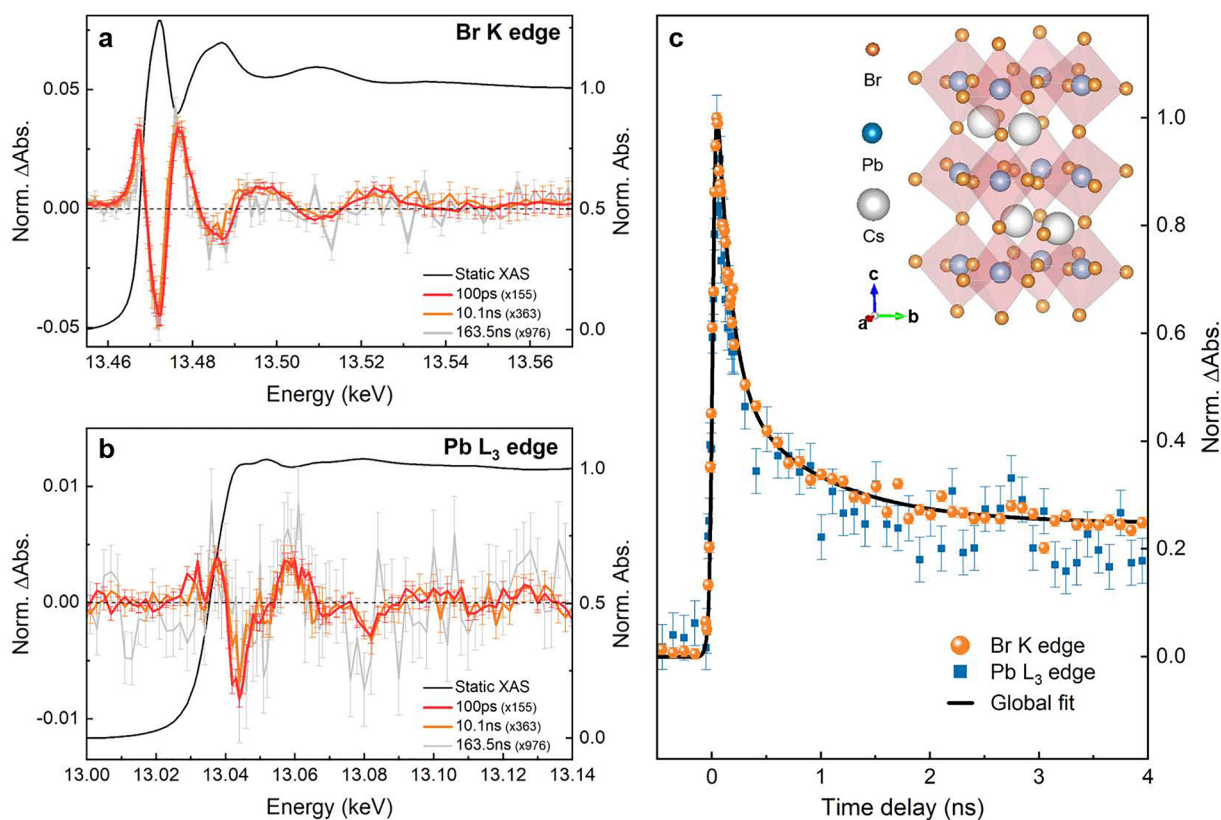 a
Br K edge
0.05
0.00
-0.05
1.0
0.5
0.0
Norm. ΔAbs.
Norm. Abs.
Static XAS
100ps (x155)
10.1ns (x363)
163.5ns (x976)
13.46
13.48
13.50
13.52
13.54
13.56
Energy (keV)
b
Pb L₃ edge
0.01
0.00
-0.01
1.0
0.5
0.0
Norm. ΔAbs.
Norm. Abs.
Static XAS
100ps (x155)
10.1ns (x363)
163.5ns (x976)
13.00
13.02
13.04
13.06
13.08
13.10
13.12
13.14
Energy (keV)
c
Br
Pb
Cs
c
a
b
1.0
0.8
0.6
0.4
0.2
0.0
Norm. ΔAbs.
Br K edge
Pb L₃ edge
Global fit
0
1
2
3
4
Time delay (ns)